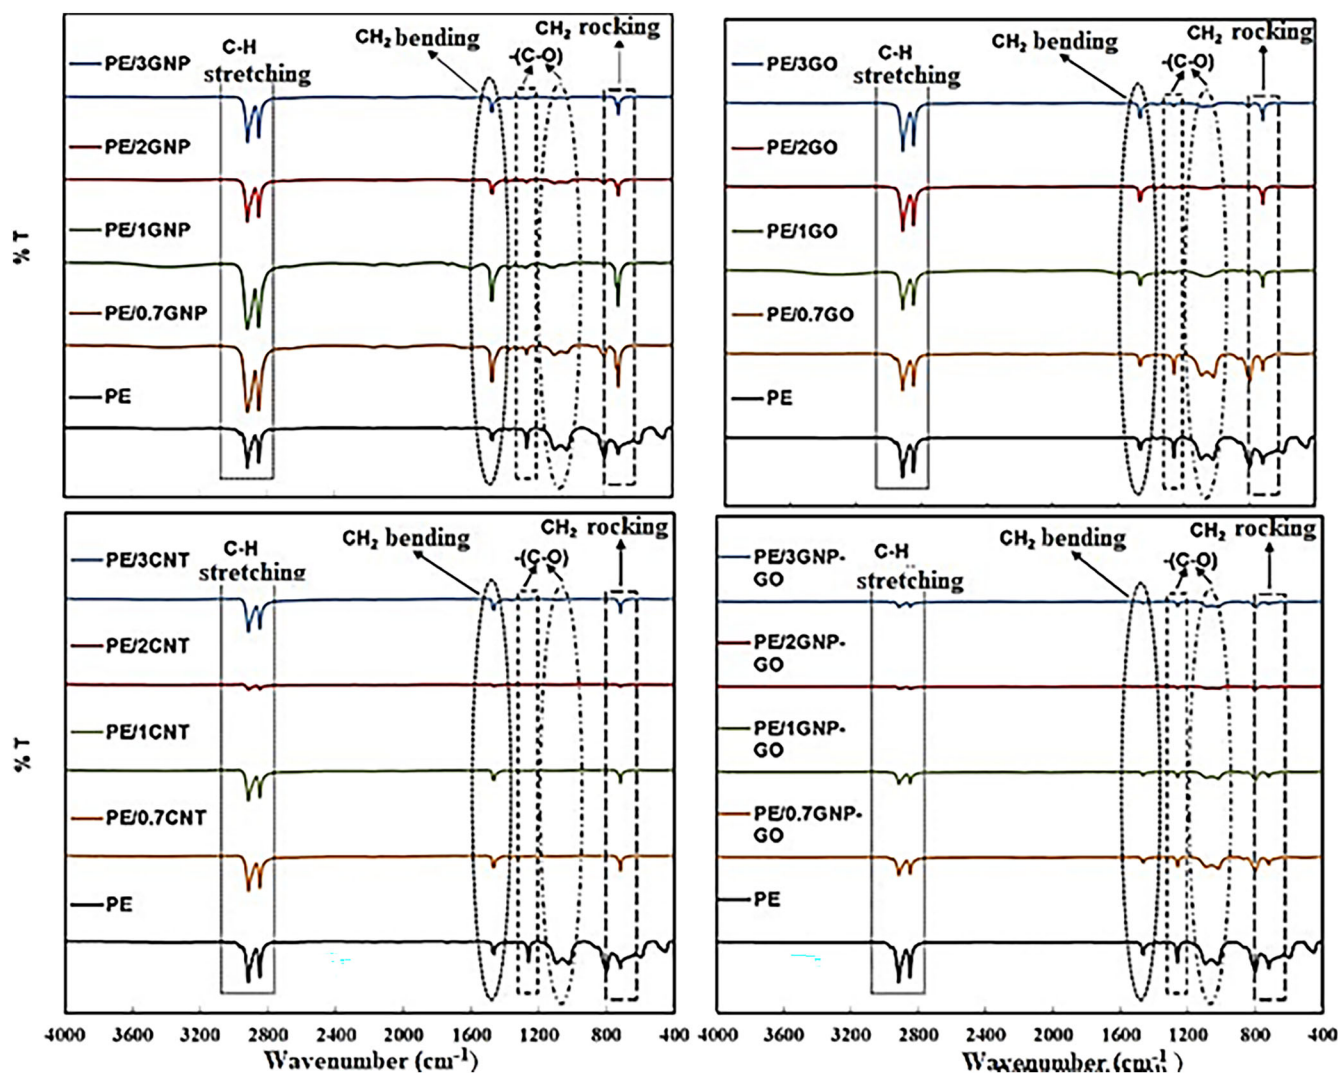 CH2 rocking
CH2 bending
-(C-O)
C-H
stretching
PE/3GNP
PE/2GNP
PE/1GNP
PE/0.7GNP
PE
% T
CH2 rocking
CH2 bending
-(C-O)
C-H
stretching
PE/3GO
PE/2GO
PE/1GO
PE/0.7GO
PE
CH2 rocking
CH2 bending
-(C-O)
C-H
stretching
PE/3CNT
PE/2CNT
PE/1CNT
PE/0.7CNT
PE
% T
4000 3600 3200 2800 2400 2000 1600 1200 800 400
Wavenumber (cm-1)
CH2 rocking
CH2 bending
-(C-O)
C-H
stretching
PE/3GNP-
GO
PE/2GNP-
GO
PE/1GNP-
GO
PE/0.7GNP-
GO
PE
4000 3600 3200 2800 2400 2000 1600 1200 800 400
Wavenumber (cm-1)